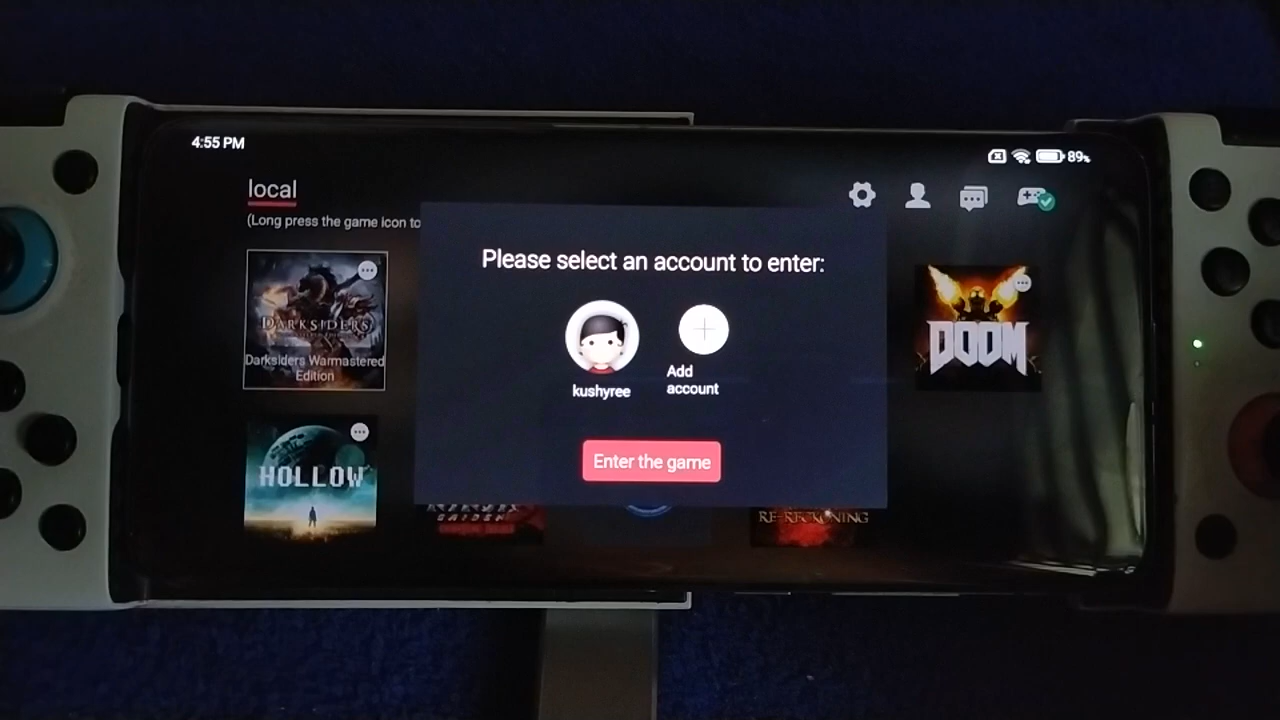 4:55 PM
89%
local
(Long press the game icon to
Please select an account to enter:
DARKSIDERS
Darksiders Warmastered
Edition
DOOM
kushyree
Add
account
HOLLOW
Enter the game
RE-RECKONING